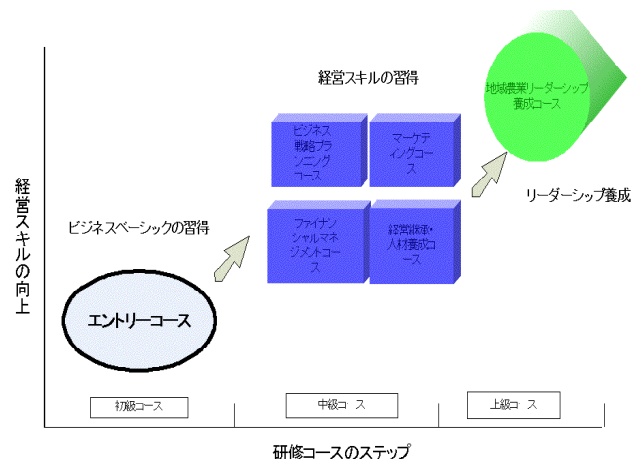 地域農業リーダーシップ
養成コース
経営スキルの習得
ビジネス
戦略プラ
ンニング
コース
マーケテ
ィングコー
ス
リーダーシップ養成
経営スキルの向上
ビジネスベーシックの習得
ファイナン
シャルマネ
ジメントコー
ス
経営継承・
人材養成コ
ース
エントリーコース
初級コース
中級コース
上級コース
研修コースのステップ